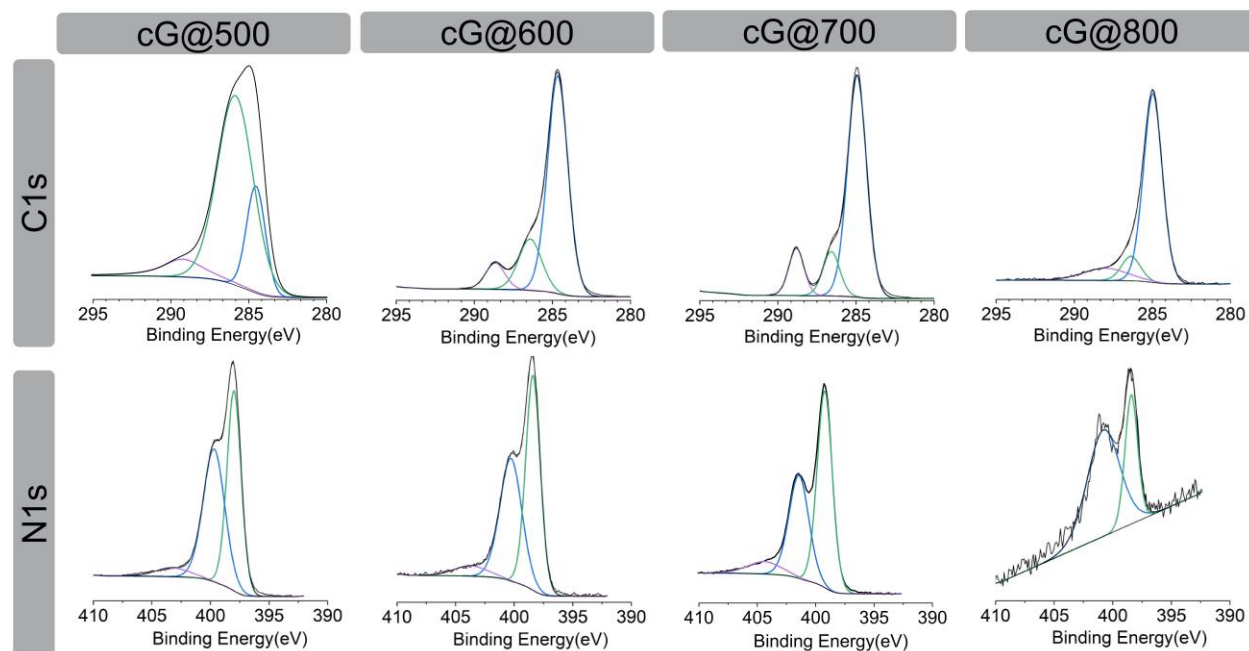 cG@500 cG@600 cG@700 cG@800
C1s
295 290 285 280 295 290 285 280 295 290 285 280 295 290 285 280
Binding Energy(eV) Binding Energy(eV) Binding Energy(eV) Binding Energy(eV)
N1s
410 405 400 395 390 410 405 400 395 390 410 405 400 395 390 410 405 400 395 390
Binding Energy(eV) Binding Energy(eV) Binding Energy(eV) Binding Energy(eV)